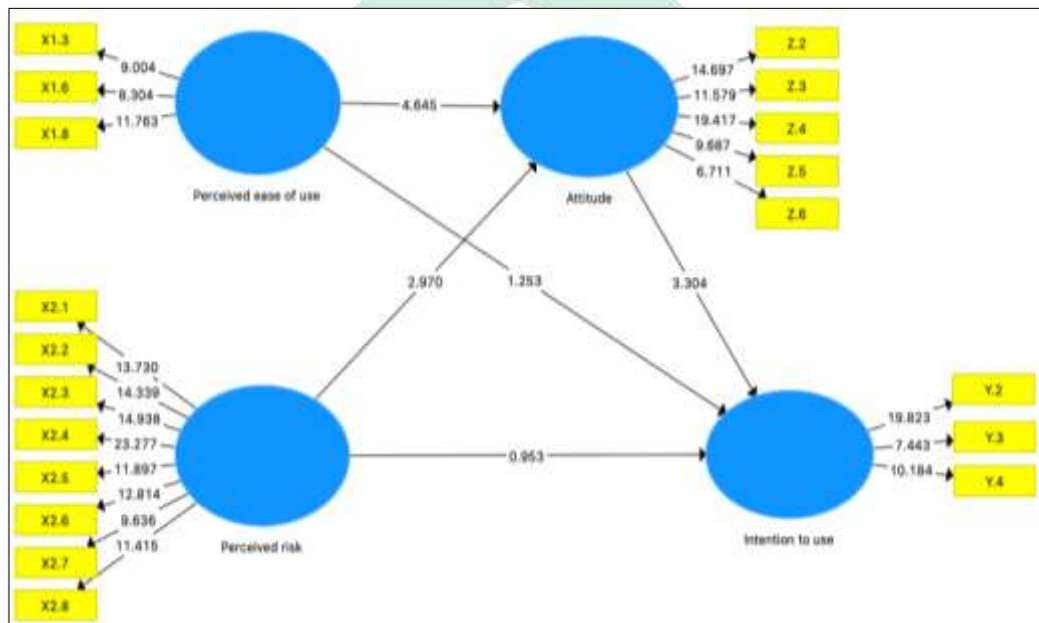 X1.3
X1.6
X1.8
9.004
8.304
11.763
Perceived ease of use
4.645
Attitude
14.697
11.579
19.417
9.687
6.711
Z.2
Z.3
Z.4
Z.5
Z.6
2.970
1.253
3.304
X2.1
X2.2
X2.3
X2.4
X2.5
X2.6
X2.7
X2.8
13.730
14.339
14.938
23.277
11.897
12.814
9.636
11.415
Perceived risk
0.953
Intention to use
19.823
7.443
10.184
Y.2
Y.3
Y.4